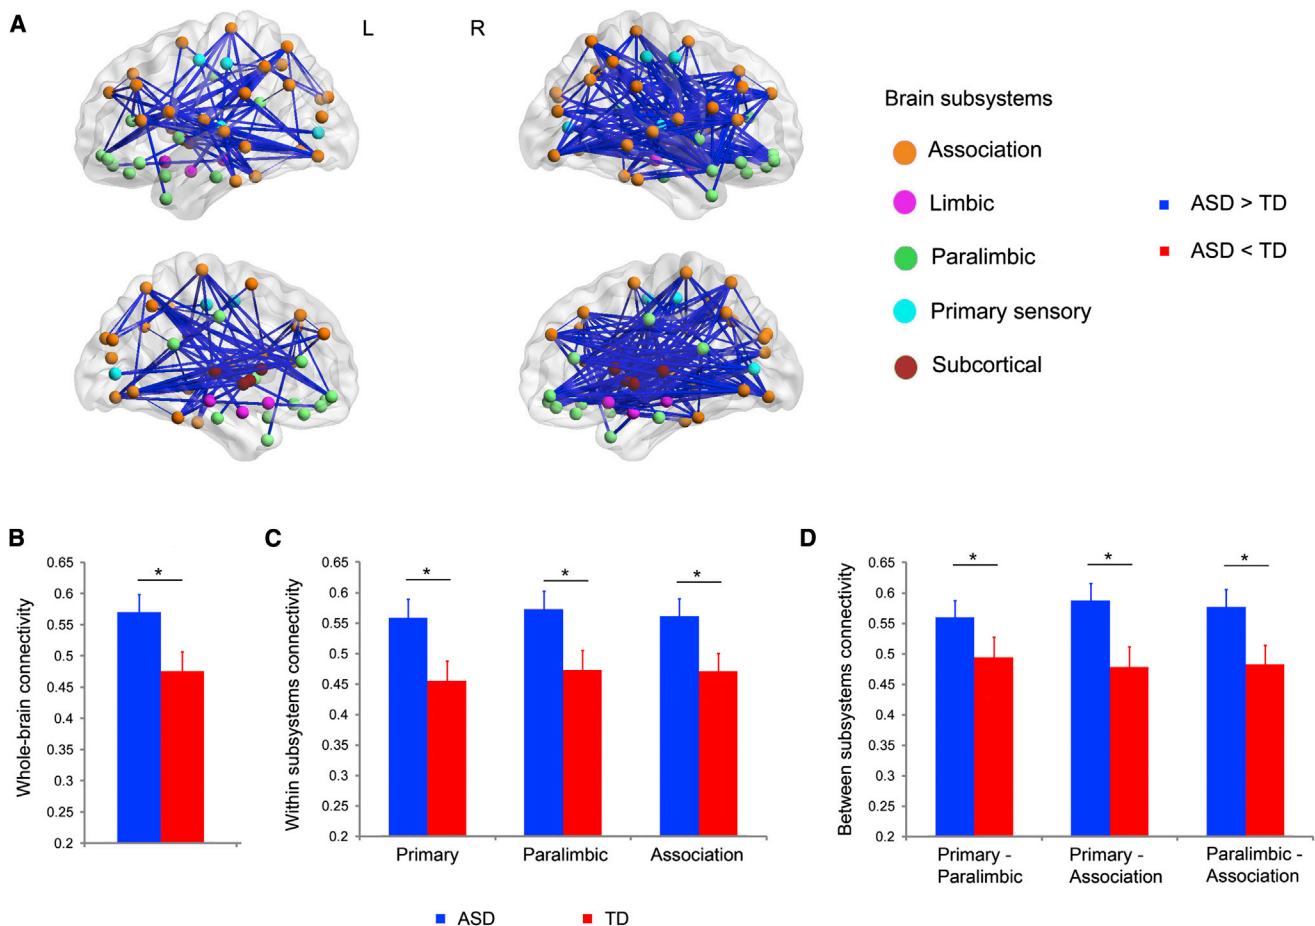 A
L
R
Brain subsystems
Association
Limbic
Paralimbic
Primary sensory
Subcortical
ASD > TD
ASD < TD
B
Whole-brain connectivity
0.65
0.6
0.55
0.5
0.45
0.4
0.35
0.3
0.25
0.2
*
C
Within subsystems connectivity
0.65
0.6
0.55
0.5
0.45
0.4
0.35
0.3
0.25
0.2
*
*
*
Primary
Paralimbic
Association
D
Between subsystems connectivity
0.65
0.6
0.55
0.5
0.45
0.4
0.35
0.3
0.25
0.2
*
*
*
Primary -
Paralimbic
Primary -
Association
Paralimbic -
Association
ASD
TD